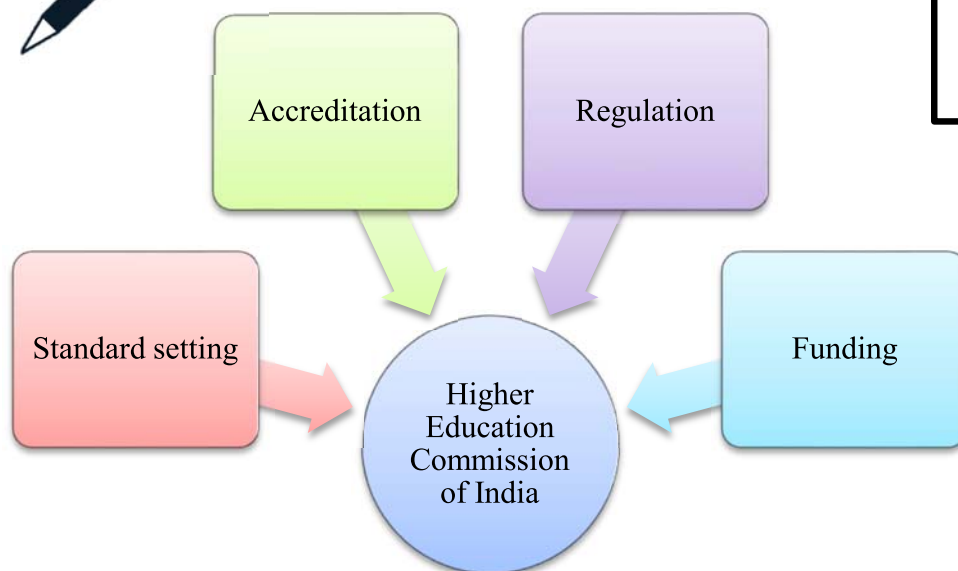 Accreditation
Regulation
Standard setting
Funding
Higher
Education
Commission
of India